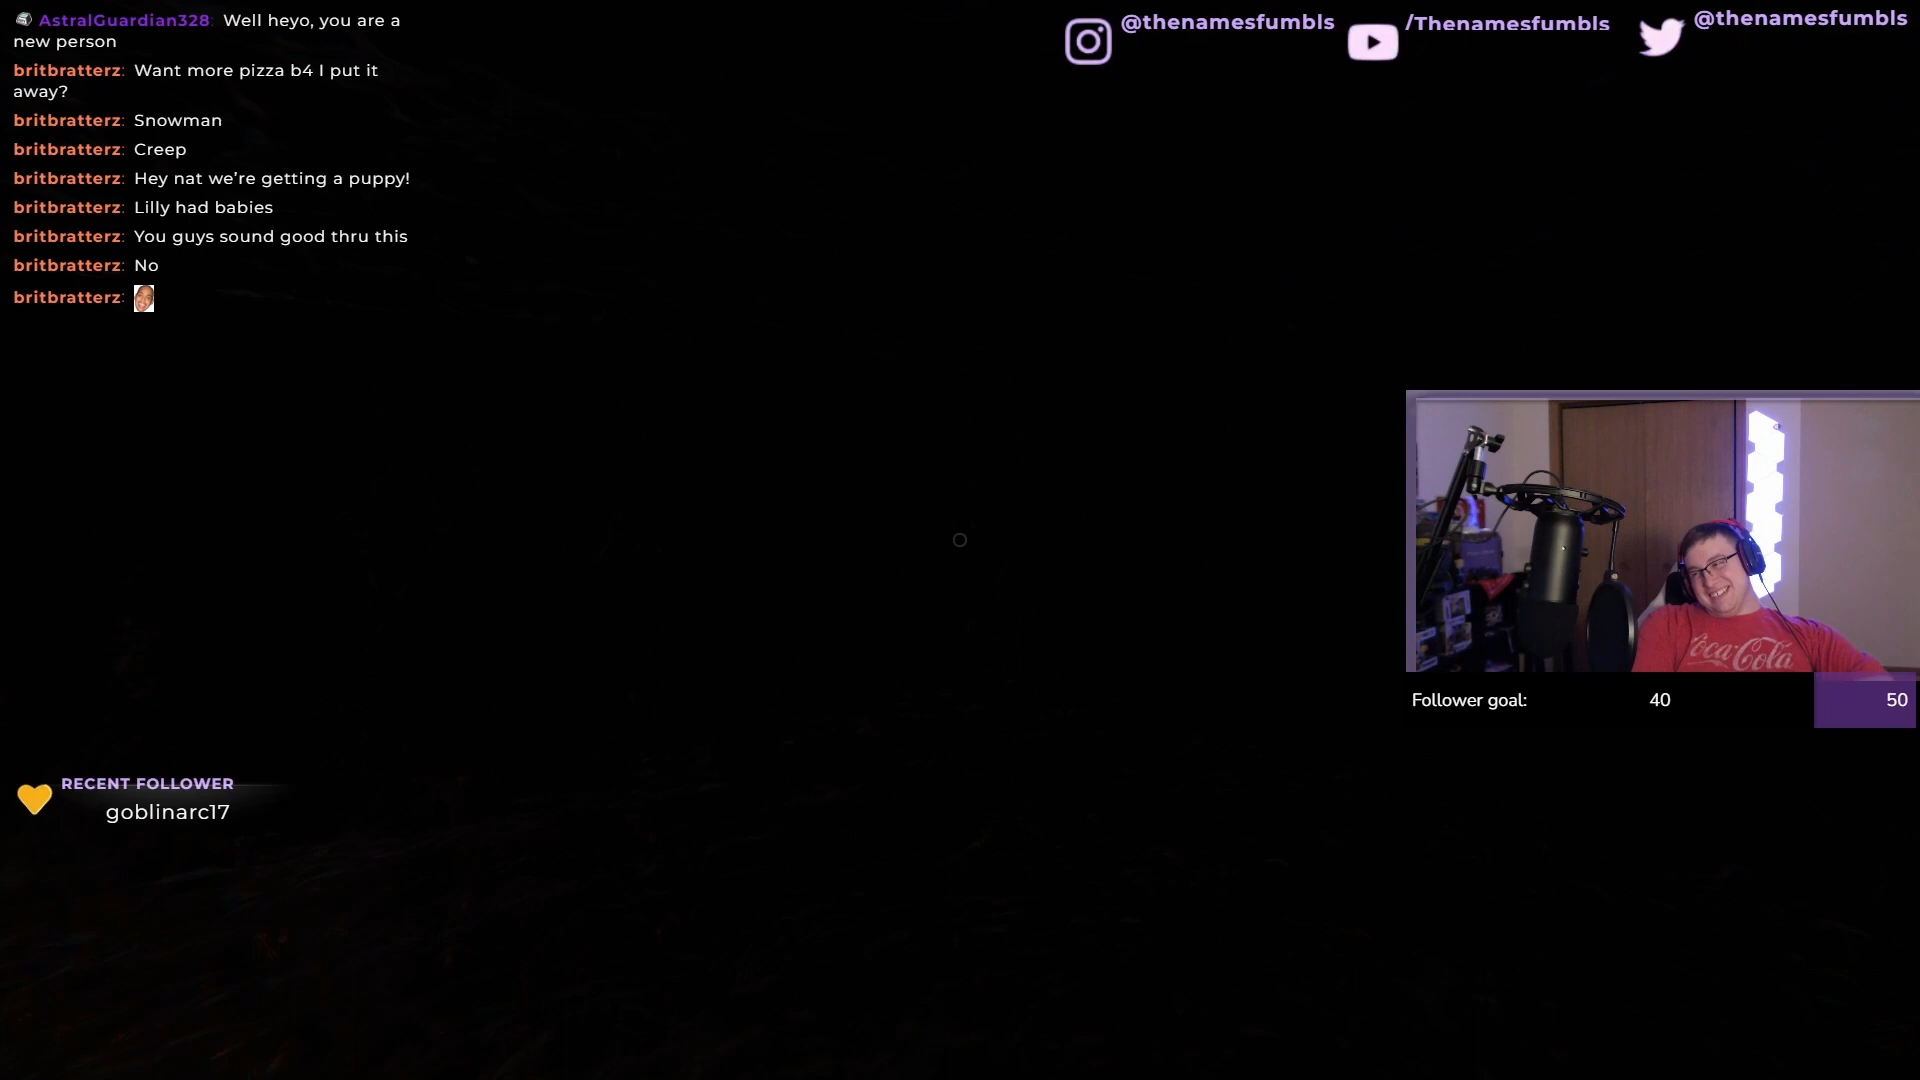 AstralGuardian328: Well heyo, you are a
new person
britbratterz: Want more pizza b4 I put it
away?
britbratterz: Snowman
britbratterz: Creep
britbratterz: Hey nat we're getting a puppy!
britbratterz: Lilly had babies
britbratterz: You guys sound good thru this
britbratterz: No
britbratterz:
@thenamesfumbls
/Thenamesfumbls
@thenamesfumbls
Coca-Cola
Follower goal: 40 50
RECENT FOLLOWER
goblinarc17